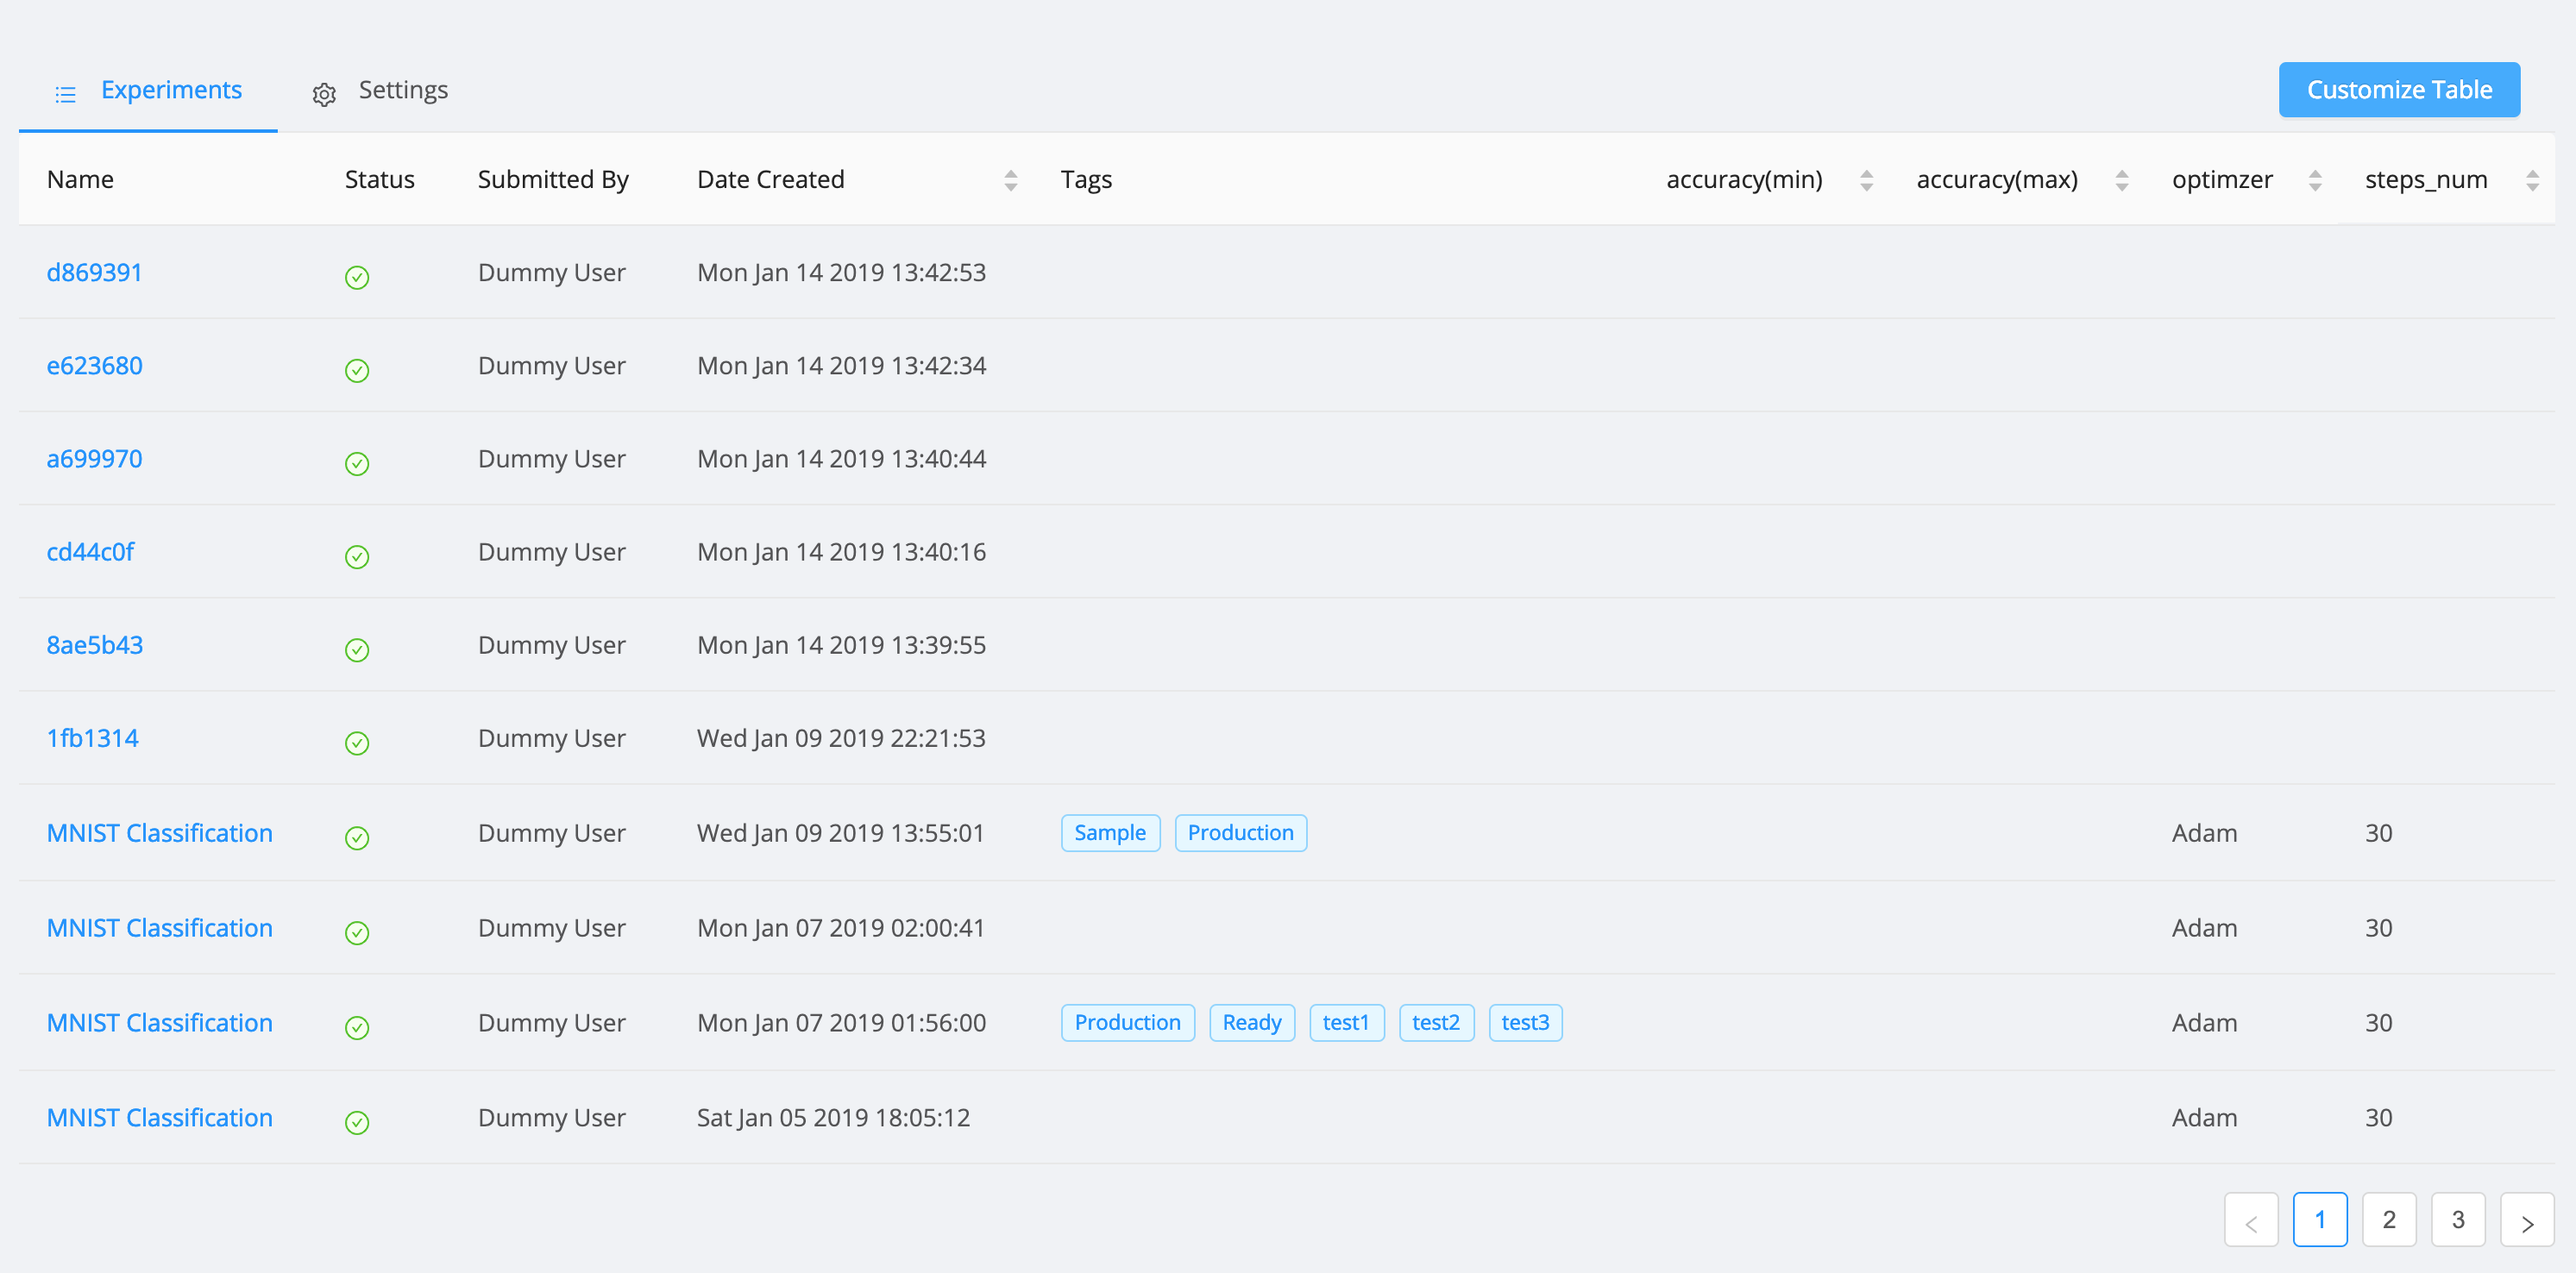 Experiments Settings Customize Table
Name Status Submitted By Date Created Tags accuracy(min) accuracy(max) optimzer steps_num
d869391 Dummy User Mon Jan 14 2019 13:42:53
e623680 Dummy User Mon Jan 14 2019 13:42:34
a699970 Dummy User Mon Jan 14 2019 13:40:44
cd44c0f Dummy User Mon Jan 14 2019 13:40:16
8ae5b43 Dummy User Mon Jan 14 2019 13:39:55
1fb1314 Dummy User Wed Jan 09 2019 22:21:53
MNIST Classification Dummy User Wed Jan 09 2019 13:55:01 Sample Production Adam 30
MNIST Classification Dummy User Mon Jan 07 2019 02:00:41 Adam 30
MNIST Classification Dummy User Mon Jan 07 2019 01:56:00 Production Ready test1 test2 test3 Adam 30
MNIST Classification Dummy User Sat Jan 05 2019 18:05:12 Adam 30
< 1 2 3 >